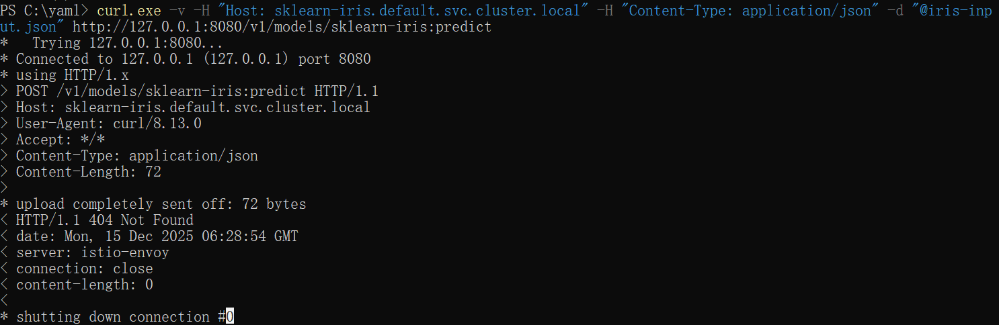 PS C:\yaml> curl.exe -v -H "Host: sklearn-iris.default.svc.cluster.local" -H "Content-Type: application/json" -d "@iris-inp
ut.json" http://127.0.0.1:8080/v1/models/sklearn-iris:predict
*   Trying 127.0.0.1:8080...
* Connected to 127.0.0.1 (127.0.0.1) port 8080
* using HTTP/1.x
> POST /v1/models/sklearn-iris:predict HTTP/1.1
> Host: sklearn-iris.default.svc.cluster.local
> User-Agent: curl/8.13.0
> Accept: */*
> Content-Type: application/json
> Content-Length: 72
>
* upload completely sent off: 72 bytes
< HTTP/1.1 404 Not Found
< date: Mon, 15 Dec 2025 06:28:54 GMT
< server: istio-envoy
< connection: close
< content-length: 0
<
* shutting down connection #0